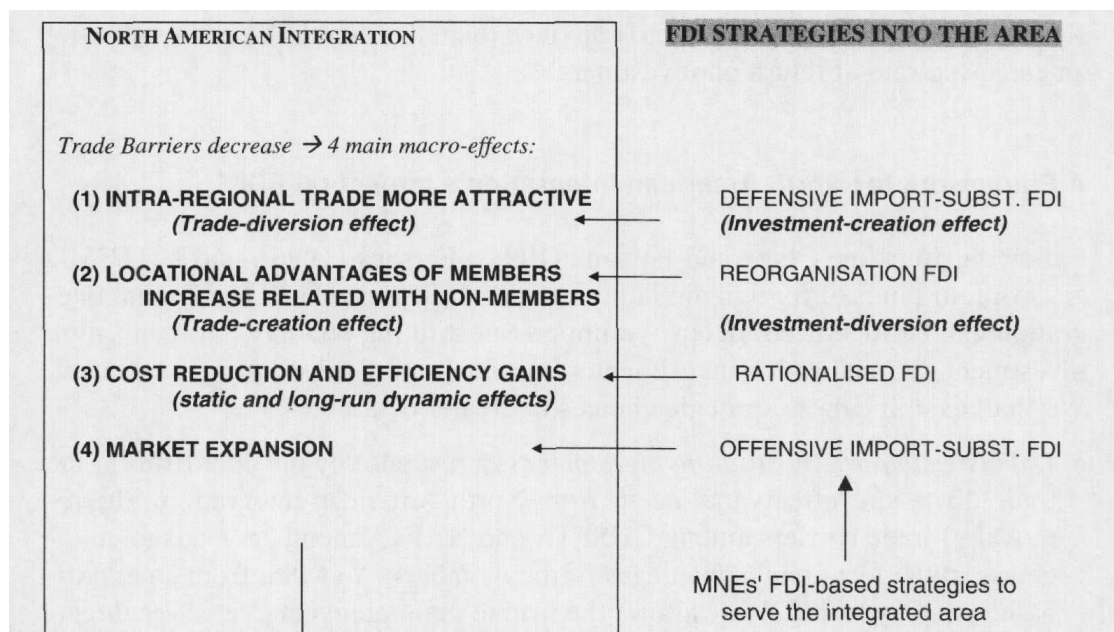 NORTH AMERICAN INTEGRATION
FDI STRATEGIES INTO THE AREA
Trade Barriers decrease → 4 main macro-effects:
(1) INTRA-REGIONAL TRADE MORE ATTRACTIVE
(Trade-diversion effect)
DEFENSIVE IMPORT-SUBST. FDI
(Investment-creation effect)
(2) LOCATIONAL ADVANTAGES OF MEMBERS
INCREASE RELATED WITH NON-MEMBERS
(Trade-creation effect)
REORGANISATION FDI
(Investment-diversion effect)
(3) COST REDUCTION AND EFFICIENCY GAINS
(static and long-run dynamic effects)
RATIONALISED FDI
(4) MARKET EXPANSION
OFFENSIVE IMPORT-SUBST. FDI
MNEs' FDI-based strategies to
serve the integrated area